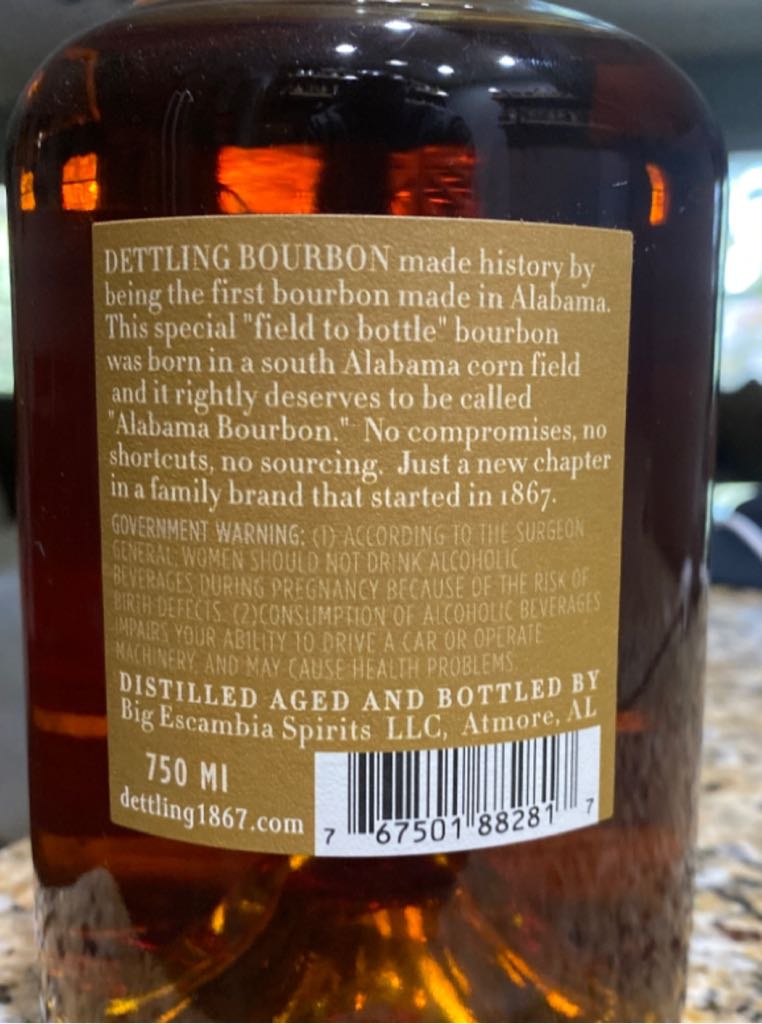 DETTLING BOURBON made history by
being the first bourbon made in Alabama.
This special "field to bottle" bourbon
was born in a south Alabama corn field
and it rightly deserves to be called
"Alabama Bourbon." No compromises, no
shortcuts, no sourcing. Just a new chapter
in a family brand that started in 1867.
GOVERNMENT WARNING: (1) ACCORDING TO THE SURGEON
GENERAL WOMEN SHOULD NOT DRINK ALCOHOLIC
BEVERAGES DURING PREGNANCY BECAUSE OF THE RISK OF
BIRTH DEFECTS. (2)CONSUMPTION OF ALCOHOLIC BEVERAGES
IMPAIRS YOUR ABILITY TO DRIVE A CAR OR OPERATE
MACHINERY, AND MAY CAUSE HEALTH PROBLEMS.
DISTILLED AGED AND BOTTLED BY
Big Escambia Spirits LLC, Atmore, AL
750 Ml
dettling1867.com
7 67501 88281 7